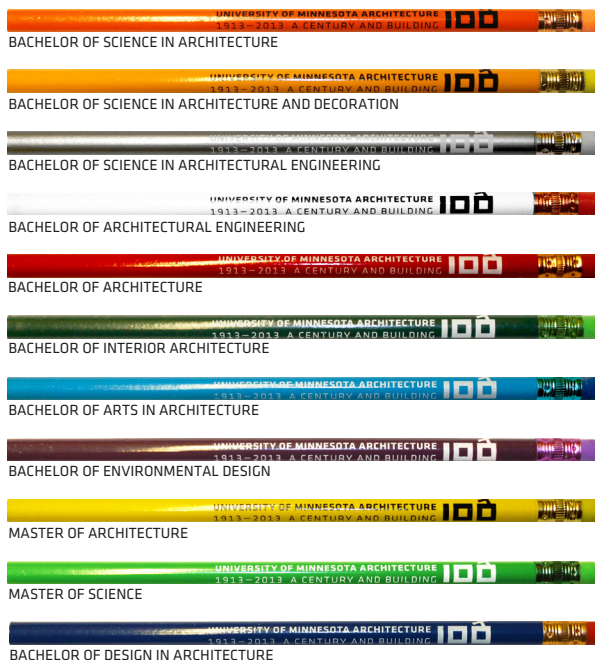 UNIVERSITY OF MINNESOTA ARCHITECTURE 100
1913—2013 A CENTURY AND BUILDING
BACHELOR OF SCIENCE IN ARCHITECTURE
UNIVERSITY OF MINNESOTA ARCHITECTURE 100
1913—2013 A CENTURY AND BUILDING
BACHELOR OF SCIENCE IN ARCHITECTURE AND DECORATION
UNIVERSITY OF MINNESOTA ARCHITECTURE 100
1913—2013 A CENTURY AND BUILDING
BACHELOR OF SCIENCE IN ARCHITECTURAL ENGINEERING
UNIVERSITY OF MINNESOTA ARCHITECTURE 100
1913—2013 A CENTURY AND BUILDING
BACHELOR OF ARCHITECTURAL ENGINEERING
UNIVERSITY OF MINNESOTA ARCHITECTURE 100
1913—2013 A CENTURY AND BUILDING
BACHELOR OF ARCHITECTURE
UNIVERSITY OF MINNESOTA ARCHITECTURE 100
1913—2013 A CENTURY AND BUILDING
BACHELOR OF INTERIOR ARCHITECTURE
UNIVERSITY OF MINNESOTA ARCHITECTURE 100
1913—2013 A CENTURY AND BUILDING
BACHELOR OF ARTS IN ARCHITECTURE
UNIVERSITY OF MINNESOTA ARCHITECTURE 100
1913—2013 A CENTURY AND BUILDING
BACHELOR OF ENVIRONMENTAL DESIGN
UNIVERSITY OF MINNESOTA ARCHITECTURE 100
1913—2013 A CENTURY AND BUILDING
MASTER OF ARCHITECTURE
UNIVERSITY OF MINNESOTA ARCHITECTURE 100
1913—2013 A CENTURY AND BUILDING
MASTER OF SCIENCE
UNIVERSITY OF MINNESOTA ARCHITECTURE 100
1913—2013 A CENTURY AND BUILDING
BACHELOR OF DESIGN IN ARCHITECTURE